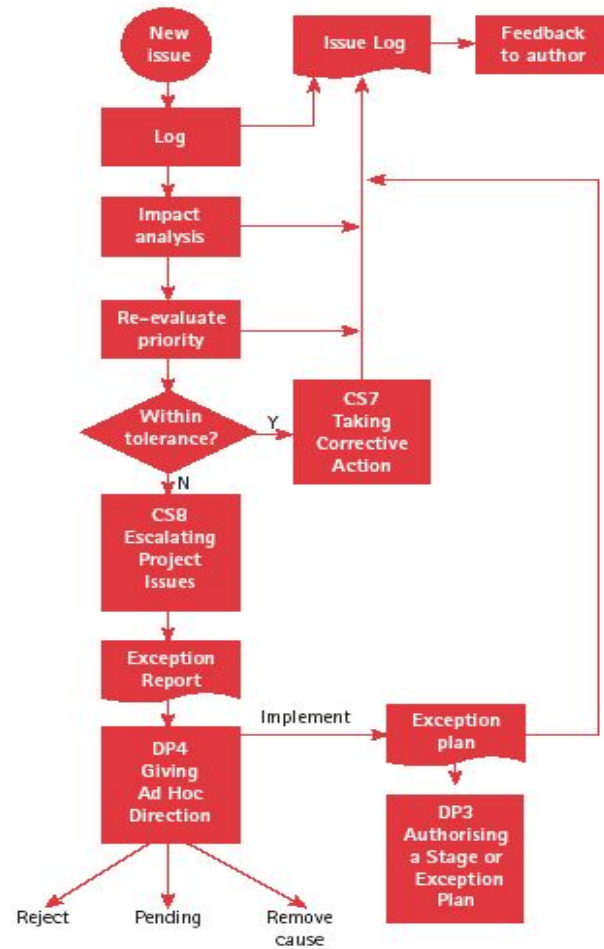 New
issue
Issue Log
Feedback
to author
Log
Impact
analysis
Re-evaluate
priority
Within
tolerance?
Y
CS7
Taking
Corrective
Action
N
CS8
Escalating
Project
Issues
Exception
Report
Implement
Exception
plan
DP4
Giving
Ad Hoc
Direction
DP3
Authorising
a Stage or
Exception
Plan
Reject
Pending
Remove
cause